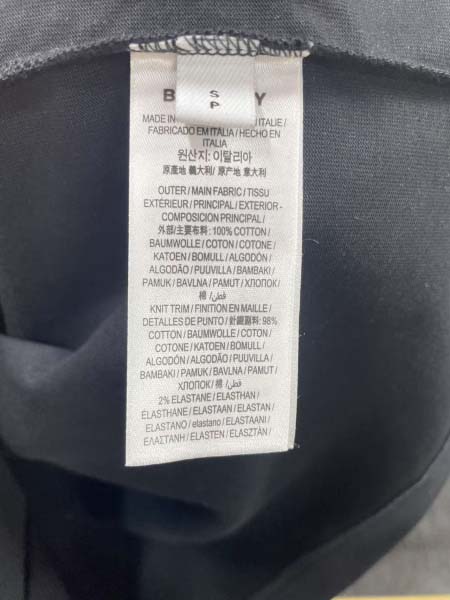 S
P
B Y
MADE IN ITALIE /
FABRICADO EM ITÁLIA / HECHO EN
ITALIA
원산지: 이탈리아
原產地 義大利/ 原产地 意大利
OUTER / MAIN FABRIC / TISSU
EXTÉRIEUR / PRINCIPAL / EXTERIOR -
COMPOSICIÓN PRINCIPAL /
外部/主要布料: 100% COTTON /
BAUMWOLLE / COTON / COTONE /
KATOEN / BOMULL / ALGODÓN /
ALGODÃO / PUUVILLA / BAMBAKI /
PAMUK / BAVLNA / PAMUT / ХЛОПОК /
棉 / قطن /
KNIT TRIM / FINITION EN MAILLE /
DETALLES DE PUNTO / 針織副料: 98%
COTTON / BAUMWOLLE / COTON /
COTONE / KATOEN / BOMULL /
ALGODÓN / ALGODÃO / PUUVILLA /
BAMBAKI / PAMUK / BAVLNA / PAMUT /
ХЛОПОК / 棉 / قطن /
2% ELASTANE / ELASTHAN /
ELASTHANE / ELASTAAN / ELASTAN /
ELASTANO / elastano / ELASTAANI /
ΕΛΑΣΤΑΝΗ / ELASTEN / ELASZTÁN /